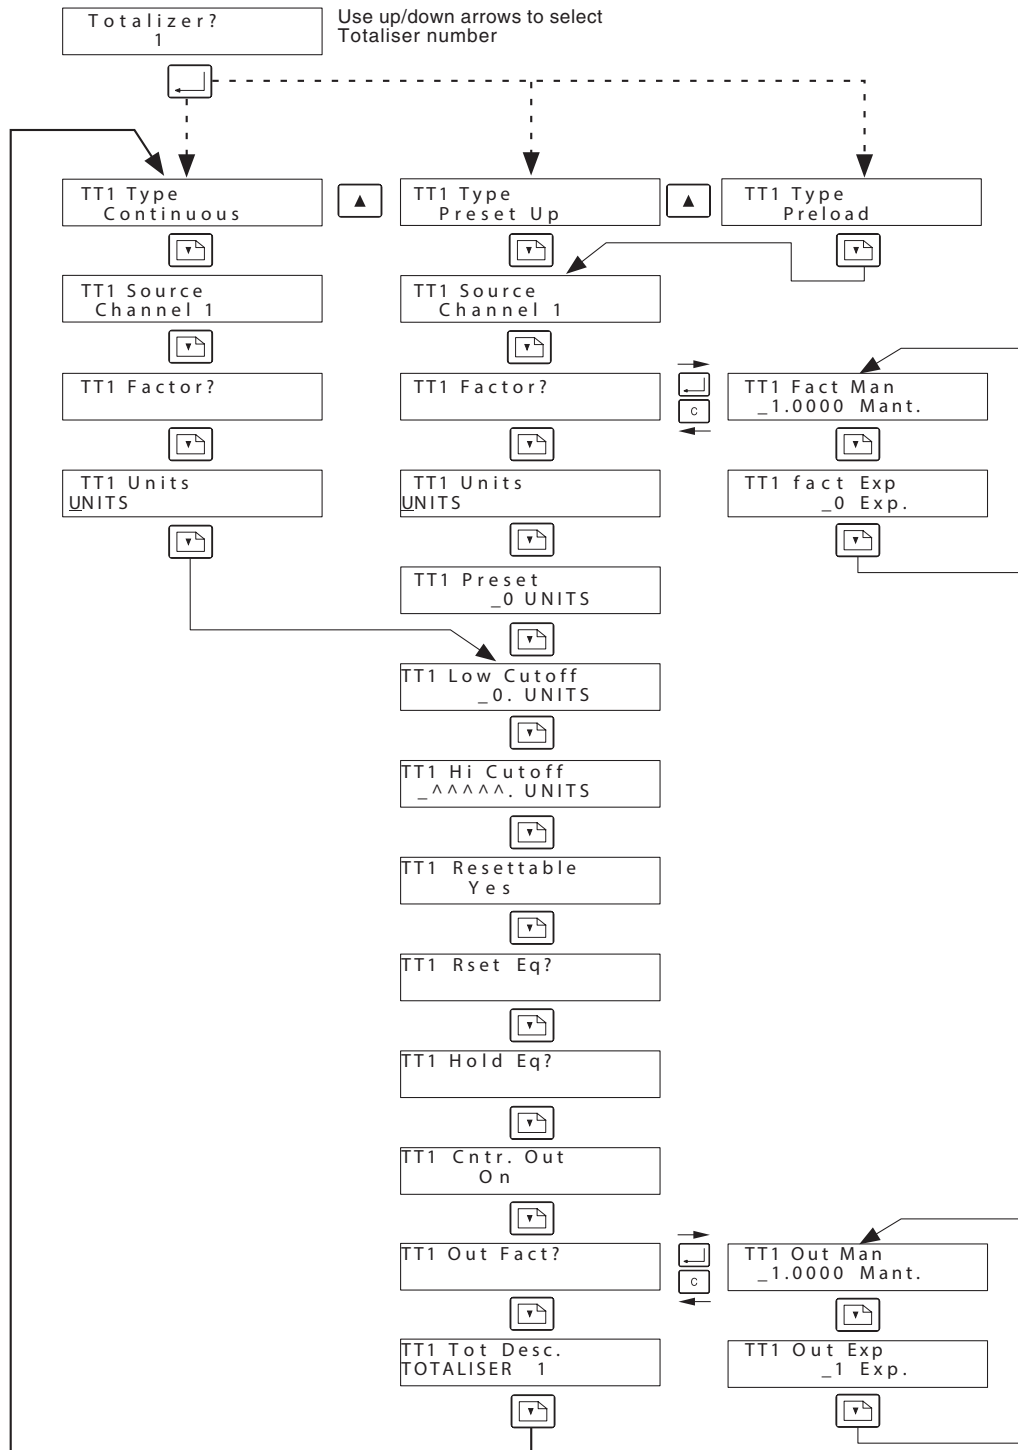 Totalizer?
1
Use up/down arrows to select
Totaliser number
TT1 Type
Continuous
TT1 Type
Preset Up
TT1 Type
Preload
TT1 Source
Channel 1
TT1 Source
Channel 1
TT1 Factor?
TT1 Factor?
C
TT1 Fact Man
_1.0000 Mant.
TT1 Units
UNITS
TT1 Units
UNITS
TT1 fact Exp
_0 Exp.
TT1 Preset
_0 UNITS
TT1 Low Cutoff
_0. UNITS
TT1 Hi Cutoff
_^^^^^. UNITS
TT1 Resettable
Yes
TT1 Rset Eq?
TT1 Hold Eq?
TT1 Cntr. Out
On
TT1 Out Fact?
C
TT1 Out Man
_1.0000 Mant.
TT1 Tot Desc.
TOTALISER 1
TT1 Out Exp
_1 Exp.